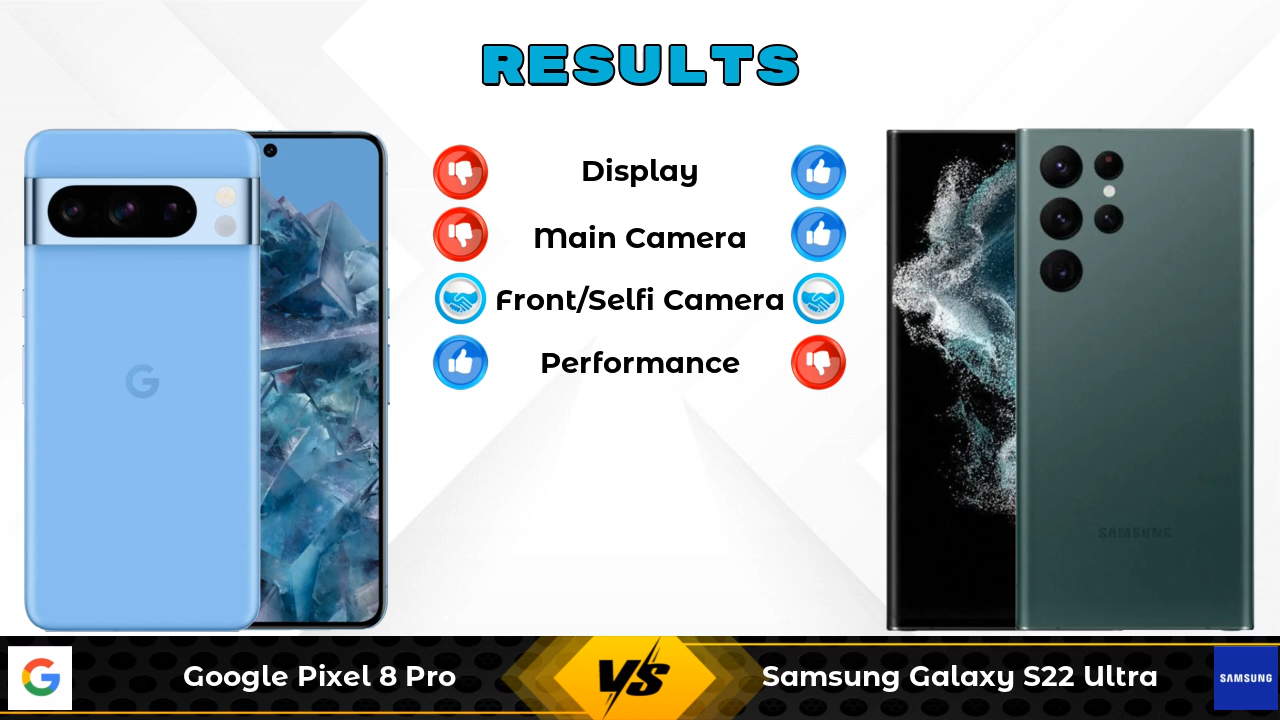 RESULTS
Display
Main Camera
Front/Selfi Camera
Performance
G
SAMSUNG
Google Pixel 8 Pro
VS
Samsung Galaxy S22 Ultra
G
SAMSUNG